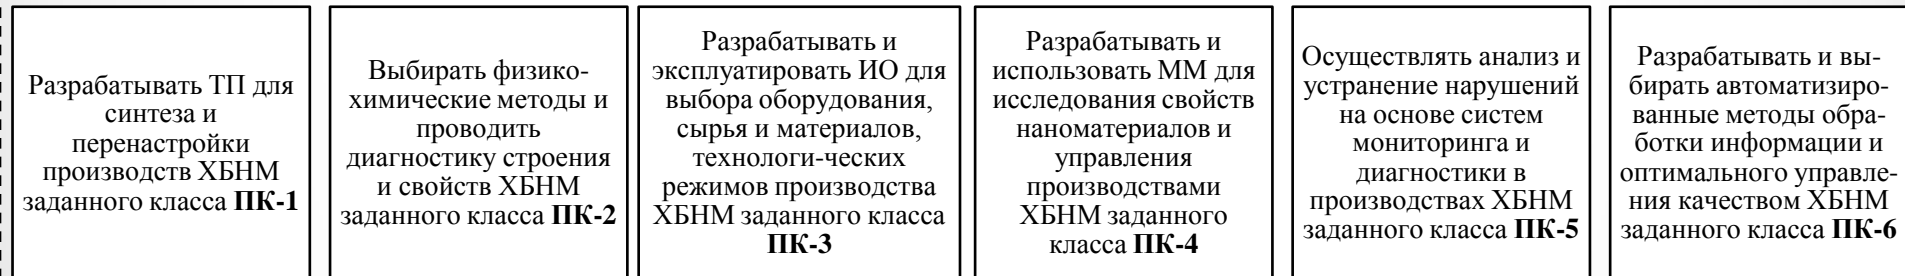 Разрабатывать ТП для
синтеза и
перенастройки
производств ХБНМ
заданного класса ПК-1
Выбирать физико-
химические методы и
проводить
диагностику строения
и свойств ХБНМ
заданного класса ПК-2
Разрабатывать и
эксплуатировать ИО для
выбора оборудования,
сырья и материалов,
технологи-ческих
режимов производства
ХБНМ заданного класса
ПК-3
Разрабатывать и
использовать ММ для
исследования свойств
наноматериалов и
управления
производствами
ХБНМ заданного
класса ПК-4
Осуществлять анализ и
устранение нарушений
на основе систем
мониторинга и
диагностики в
производствах ХБНМ
заданного класса ПК-5
Разрабатывать и вы-
бирать автоматизиро-
ванные методы обра-
ботки информации и
оптимального управле-
ния качеством ХБНМ
заданного класса ПК-6